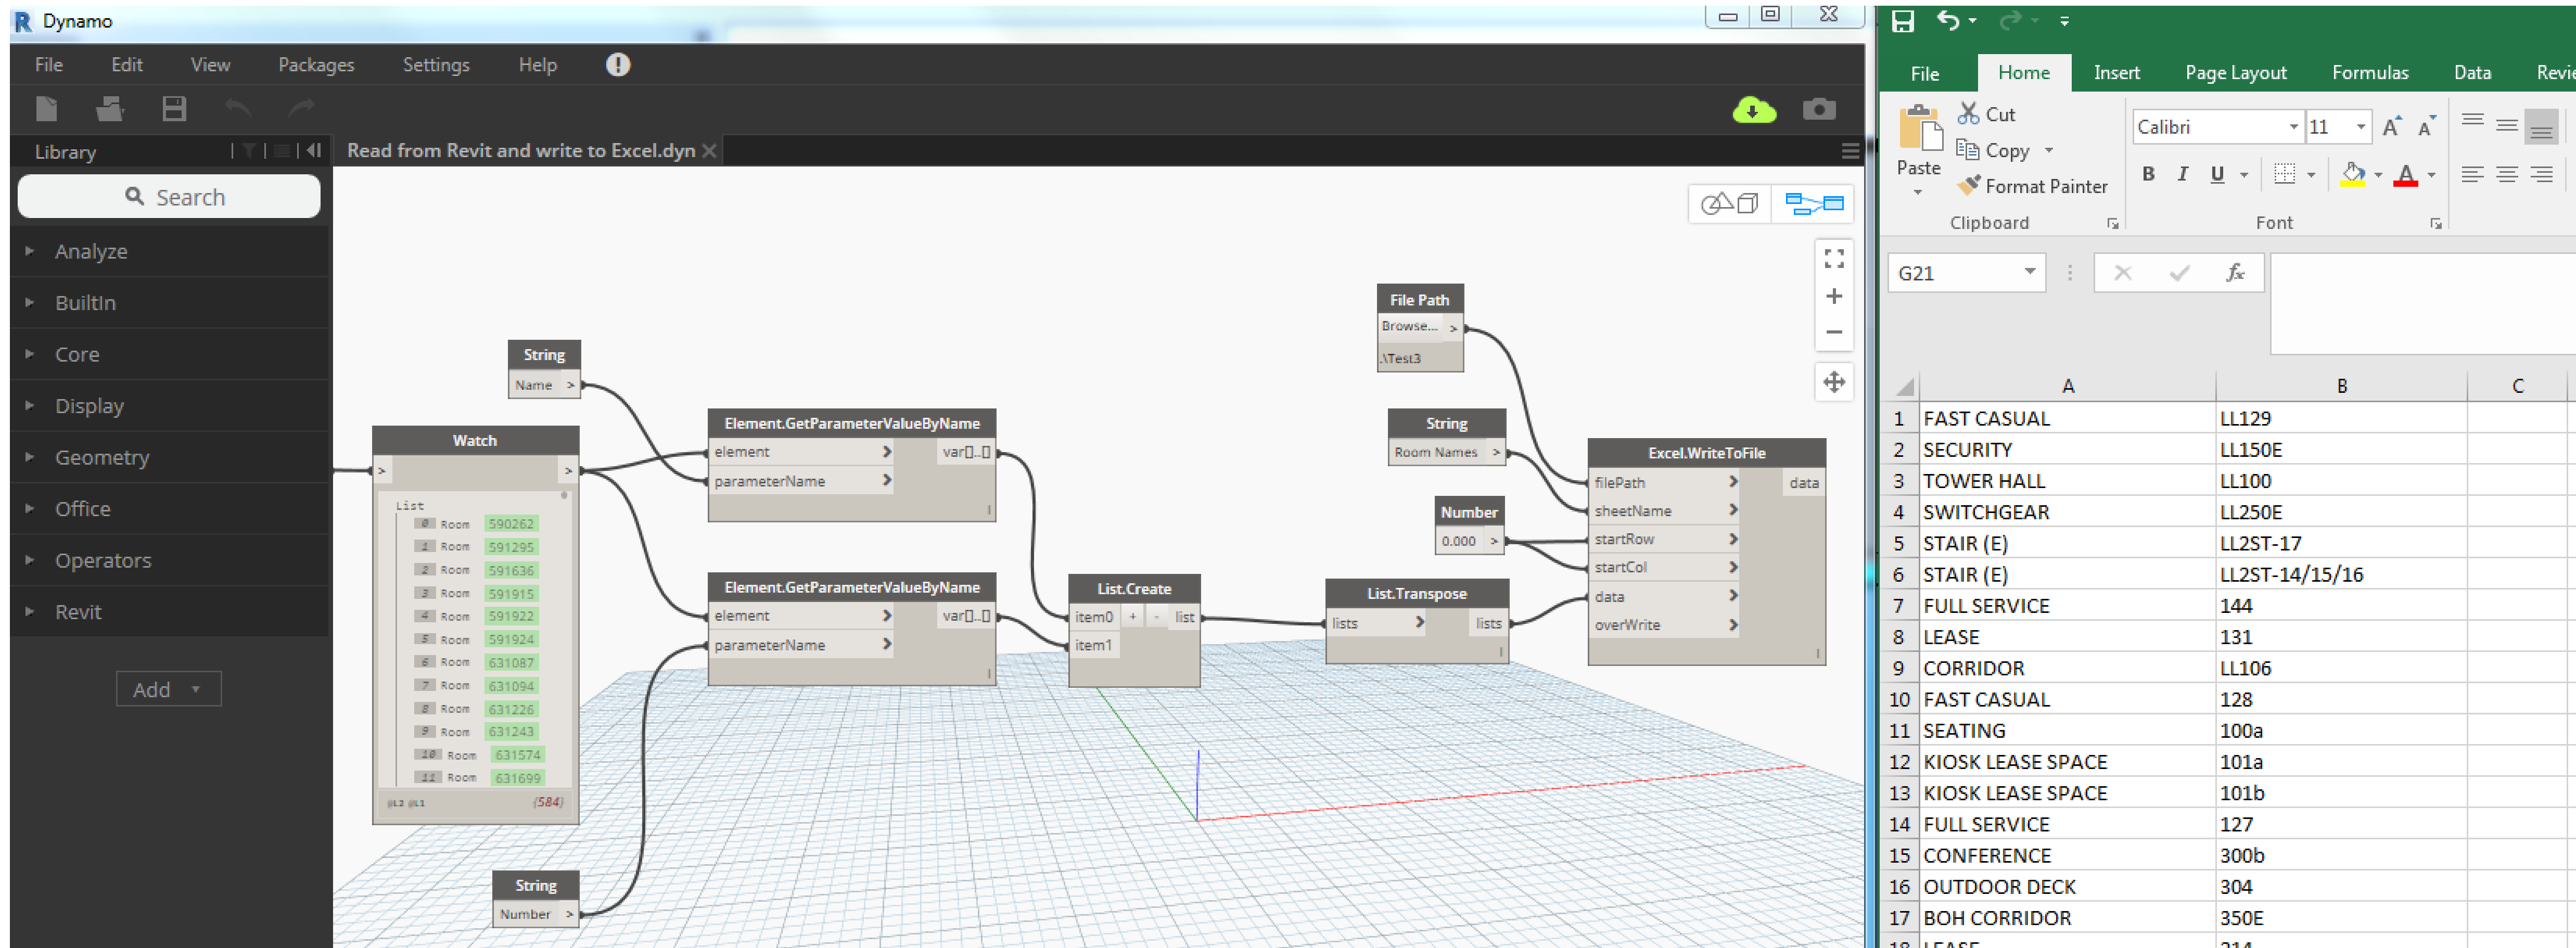 Dynamo
File Edit View Packages Settings Help
Library
Read from Revit and write to Excel.dyn
Search
Analyze
BuiltIn
Core
Display
Geometry
Office
Operators
Revit
Add
String
Name >
Watch
> >
List
0 Room 590262
1 Room 591295
2 Room 591636
3 Room 591915
4 Room 591922
5 Room 591924
6 Room 631087
7 Room 631094
8 Room 631226
9 Room 631243
10 Room 631574
11 Room 631699
@L2 @L1 {584}
String
Number >
Element.GetParameterValueByName
element > var[]..[]
parameterName >
Element.GetParameterValueByName
element > var[]..[]
parameterName >
List.Create
item0 + - list
item1
File Path
Browse... >
.\Test3
String
Room Names >
Number
0.000 >
List.Transpose
lists > lists
Excel.WriteToFile
filePath > data
sheetName >
startRow >
startCol >
data >
overWrite >
File Home Insert Page Layout Formulas Data Revie
Paste
Cut
Copy
Format Painter
Clipboard
Calibri 11 A A
B I U A
Font
G21 fx
A B C
1 FAST CASUAL LL129
2 SECURITY LL150E
3 TOWER HALL LL100
4 SWITCHGEAR LL250E
5 STAIR (E) LL2ST-17
6 STAIR (E) LL2ST-14/15/16
7 FULL SERVICE 144
8 LEASE 131
9 CORRIDOR LL106
10 FAST CASUAL 128
11 SEATING 100a
12 KIOSK LEASE SPACE 101a
13 KIOSK LEASE SPACE 101b
14 FULL SERVICE 127
15 CONFERENCE 300b
16 OUTDOOR DECK 304
17 BOH CORRIDOR 350E
18 LEASE 214